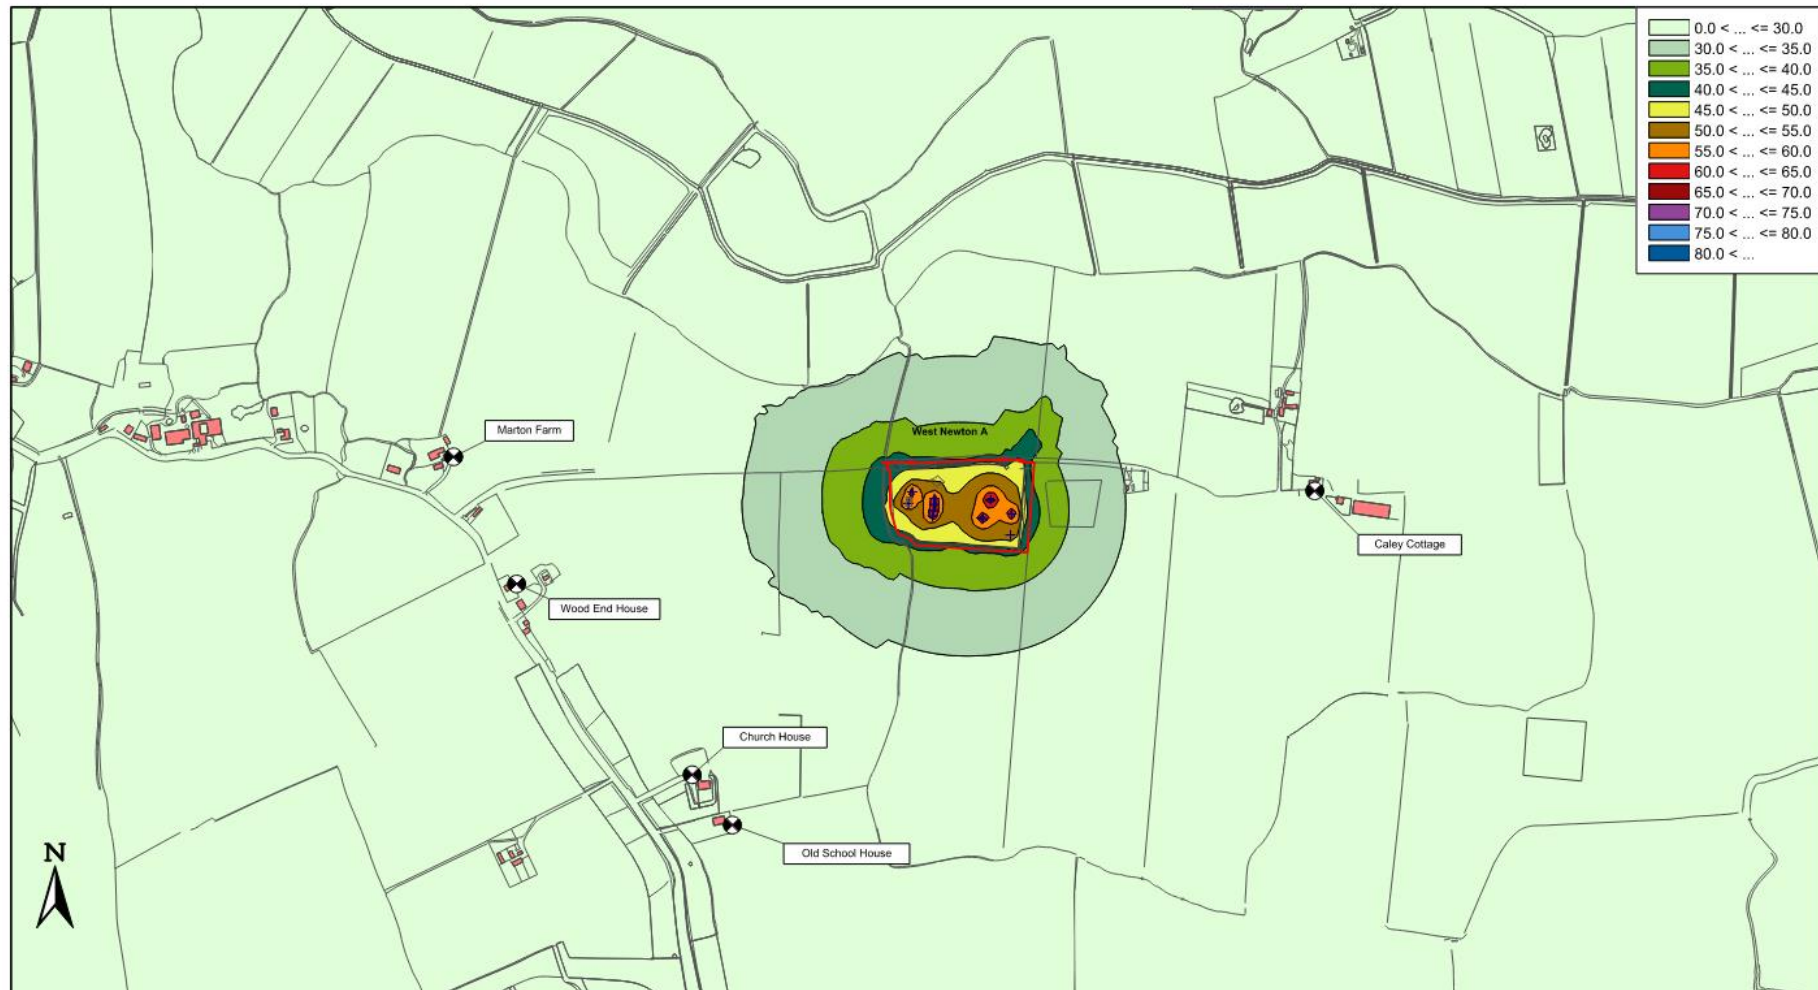 0.0 < ... <= 30.0
30.0 < ... <= 35.0
35.0 < ... <= 40.0
40.0 < ... <= 45.0
45.0 < ... <= 50.0
50.0 < ... <= 55.0
55.0 < ... <= 60.0
60.0 < ... <= 65.0
65.0 < ... <= 70.0
70.0 < ... <= 75.0
75.0 < ... <= 80.0
80.0 < ...
Marton Farm
West Newton A
Caley Cottage
Wood End House
Church House
Old School House
N